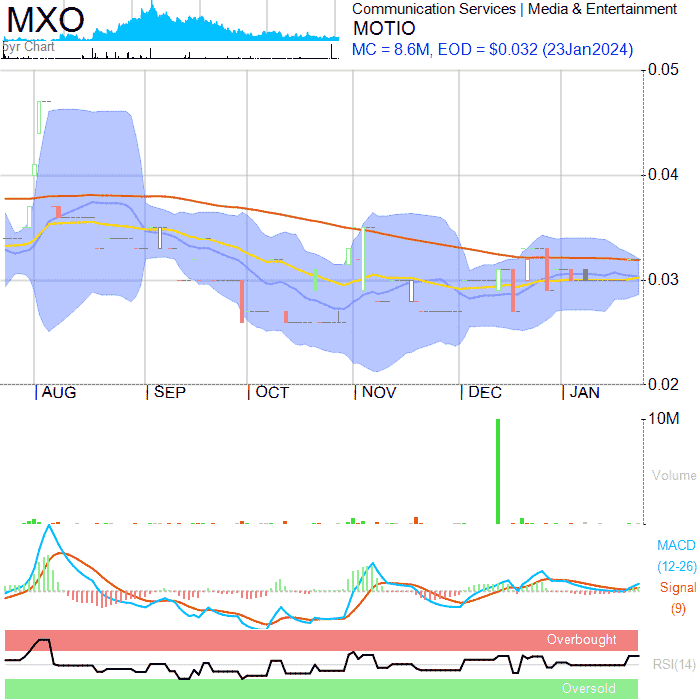 MXO
Communication Services | Media & Entertainment
MOTIO
pyr Chart
MC = 8.6M, EOD = $0.032 (23Jan2024)
0.05
0.04
0.03
0.02
AUG SEP OCT NOV DEC JAN
10M
Volume
MACD
(12-26)
Signal
(9)
Overbought
RSI(14)
Oversold